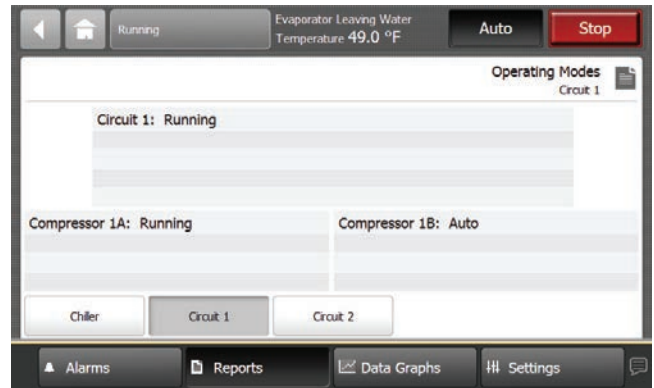 Running
Evaporator Leaving Water
Temperature 49.0 °F
Auto
Stop
Operating Modes
Circuit 1
Circuit 1: Running
Compressor 1A: Running
Compressor 1B: Auto
Chiller
Circuit 1
Circuit 2
Alarms
Reports
Data Graphs
Settings